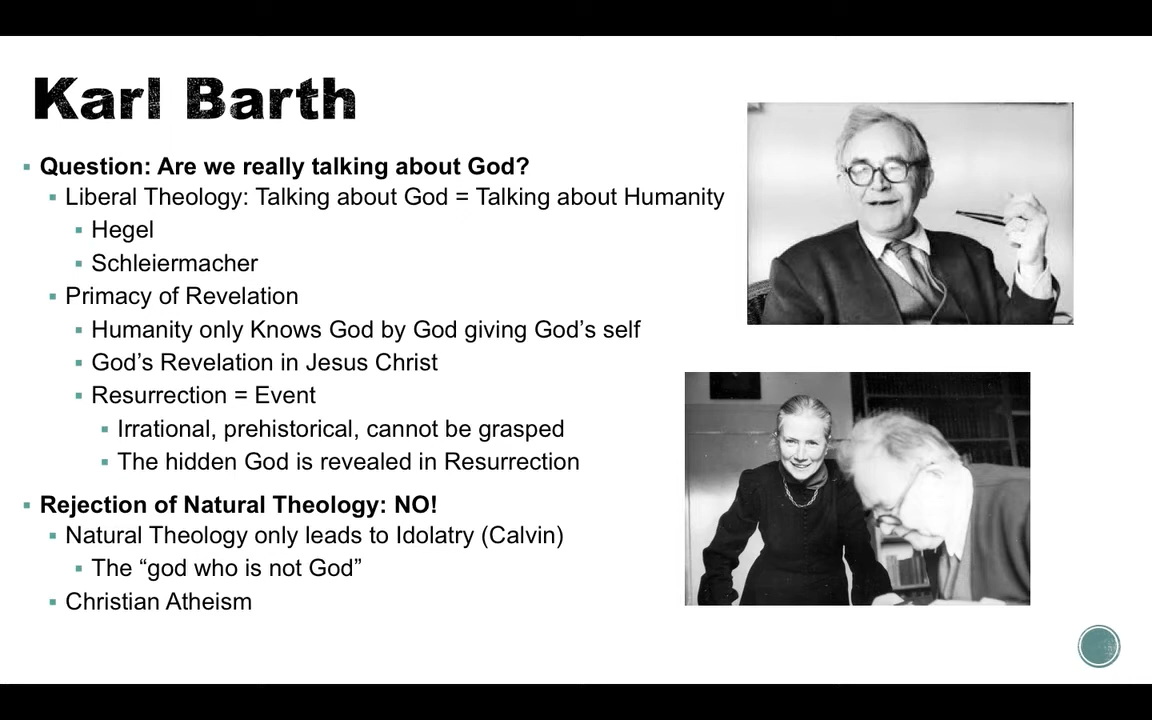 Karl Barth
Question: Are we really talking about God?
Liberal Theology: Talking about God = Talking about Humanity
Hegel
Schleiermacher
Primacy of Revelation
Humanity only Knows God by God giving God’s self
God’s Revelation in Jesus Christ
Resurrection = Event
Irrational, prehistorical, cannot be grasped
The hidden God is revealed in Resurrection
Rejection of Natural Theology: NO!
Natural Theology only leads to Idolatry (Calvin)
The “god who is not God”
Christian Atheism